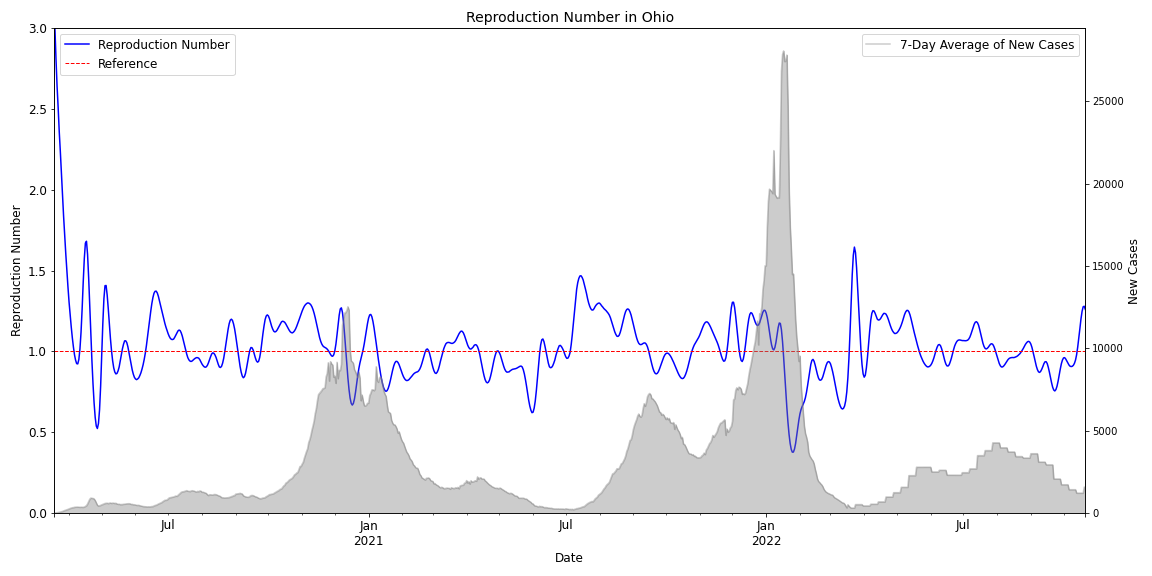 Reproduction Number in Ohio
Reproduction Number
Reference
7-Day Average of New Cases
3.0
2.5
2.0
1.5
1.0
0.5
0.0
Reproduction Number
25000
20000
15000
10000
5000
0
New Cases
Jul
Jan
2021
Jul
Jan
2022
Jul
Date